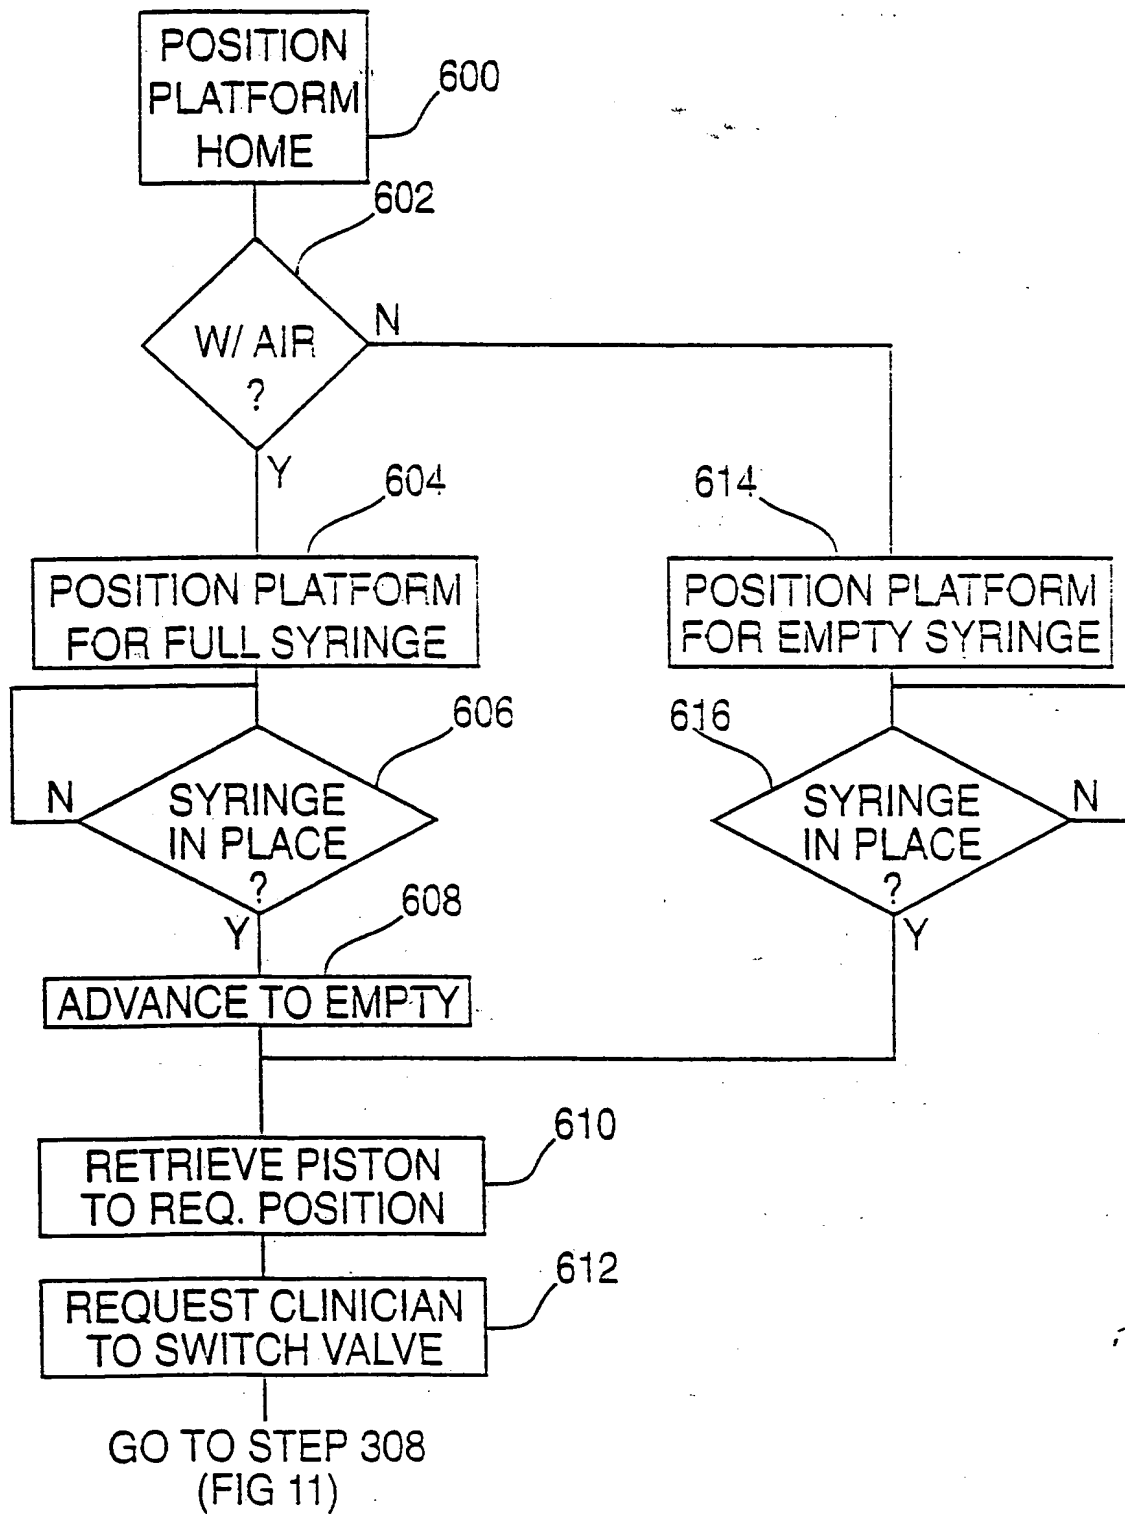 POSITION
PLATFORM
HOME
600
602
W/ AIR
?
N
Y
604
POSITION PLATFORM
FOR FULL SYRINGE
614
POSITION PLATFORM
FOR EMPTY SYRINGE
606
SYRINGE
IN PLACE
?
N
Y
616
SYRINGE
IN PLACE
?
N
Y
608
ADVANCE TO EMPTY
610
RETRIEVE PISTON
TO REQ. POSITION
612
REQUEST CLINICIAN
TO SWITCH VALVE
GO TO STEP 308
(FIG 11)